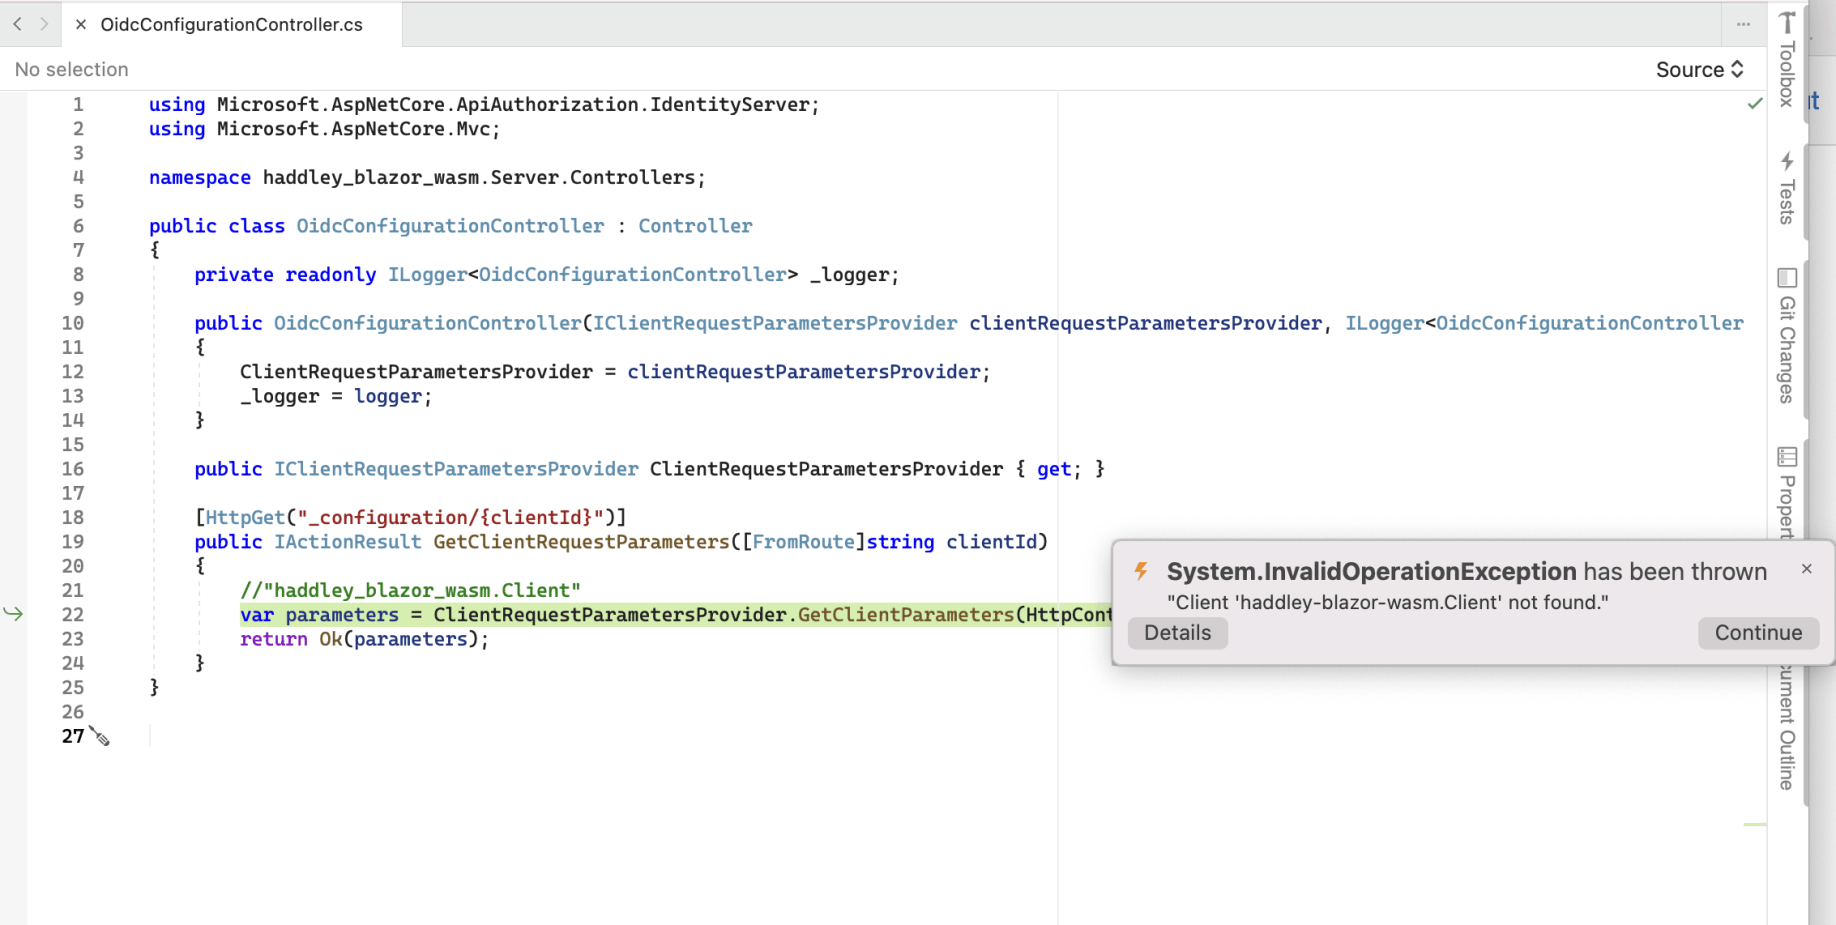 OidcConfigurationController.cs
No selection
Source
1 using Microsoft.AspNetCore.ApiAuthorization.IdentityServer;
2 using Microsoft.AspNetCore.Mvc;
3
4 namespace haddley_blazor_wasm.Server.Controllers;
5
6 public class OidcConfigurationController : Controller
7 {
8 private readonly ILogger<OidcConfigurationController> _logger;
9
10 public OidcConfigurationController(IClientRequestParametersProvider clientRequestParametersProvider, ILogger<OidcConfigurationController
11 {
12 ClientRequestParametersProvider = clientRequestParametersProvider;
13 _logger = logger;
14 }
15
16 public IClientRequestParametersProvider ClientRequestParametersProvider { get; }
17
18 [HttpGet("_configuration/{clientId}")]
19 public IActionResult GetClientRequestParameters([FromRoute]string clientId)
20 {
21 //"haddley_blazor_wasm.Client"
22 var parameters = ClientRequestParametersProvider.GetClientParameters(HttpCont
23 return Ok(parameters);
24 }
25 }
26
27
System.InvalidOperationException has been thrown
"Client 'haddley-blazor-wasm.Client' not found."
Details
Continue
Toolbox
Tests
Git Changes
Propert
cument Outline